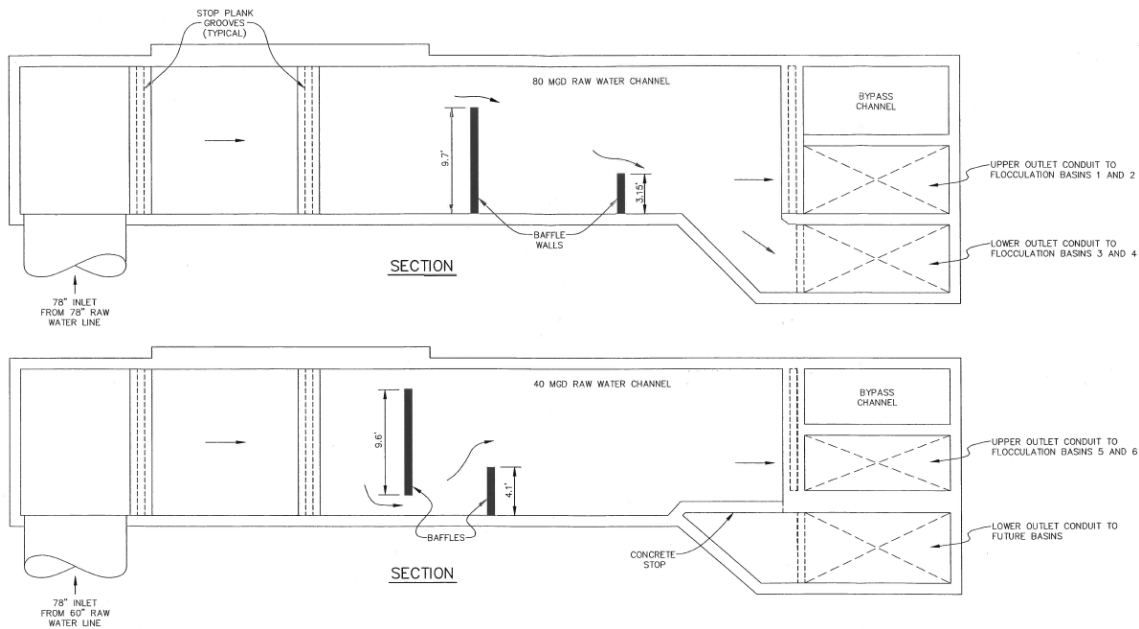 STOP PLANK
GROOVES
(TYPICAL)
80 MGD RAW WATER CHANNEL
BYPASS
CHANNEL
9.7'
3.15'
UPPER OUTLET CONDUIT TO
FLOCCULATION BASINS 1 AND 2
BAFFLE
WALLS
LOWER OUTLET CONDUIT TO
FLOCCULATION BASINS 3 AND 4
SECTION
78" INLET
FROM 78" RAW
WATER LINE
40 MGD RAW WATER CHANNEL
BYPASS
CHANNEL
9.6'
4.1'
UPPER OUTLET CONDUIT TO
FLOCCULATION BASINS 5 AND 6
BAFFLES
CONCRETE
STOP
LOWER OUTLET CONDUIT TO
FUTURE BASINS
SECTION
78" INLET
FROM 60" RAW
WATER LINE